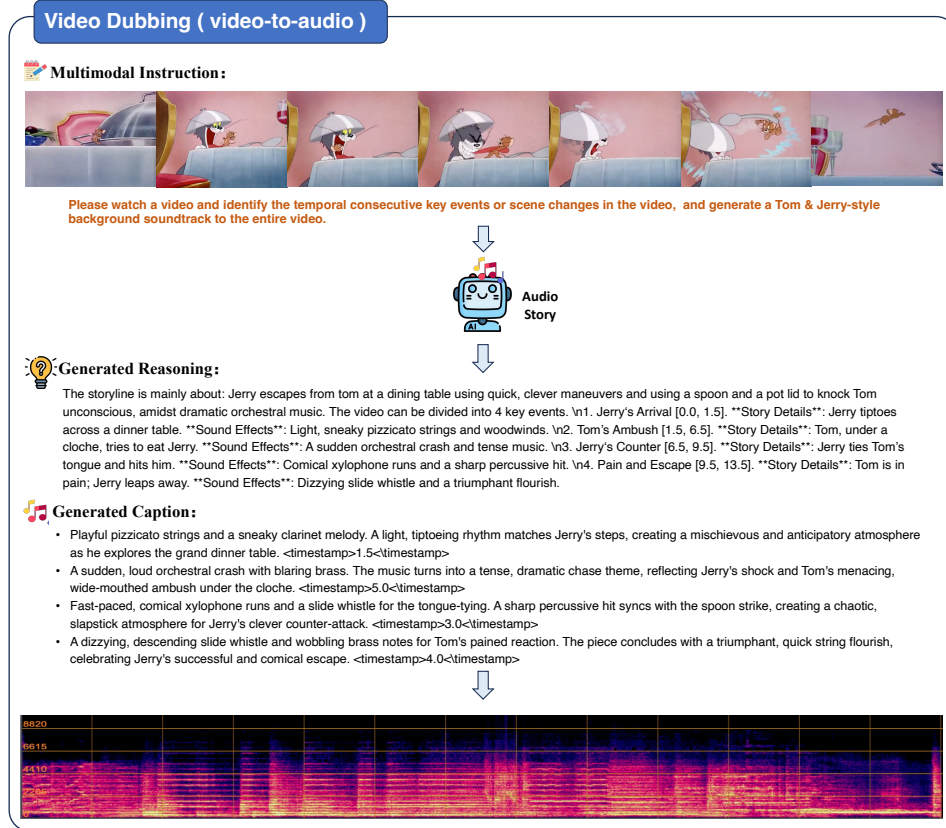 Video Dubbing ( video-to-audio )
Multimodal Instruction:
Please watch a video and identify the temporal consecutive key events or scene changes in the video, and generate a Tom & Jerry-style
background soundtrack to the entire video.
AI
Audio
Story
Generated Reasoning:
The storyline is mainly about: Jerry escapes from tom at a dining table using quick, clever maneuvers and using a spoon and a pot lid to knock Tom
unconscious, amidst dramatic orchestral music. The video can be divided into 4 key events. \n1. Jerry's Arrival [0.0, 1.5]. **Story Details**: Jerry tiptoes
across a dinner table. **Sound Effects**: Light, sneaky pizzicato strings and woodwinds. \n2. Tom's Ambush [1.5, 6.5]. **Story Details**: Tom, under a
cloche, tries to eat Jerry. **Sound Effects**: A sudden orchestral crash and tense music. \n3. Jerry's Counter [6.5, 9.5]. **Story Details**: Jerry ties Tom's
tongue and hits him. **Sound Effects**: Comical xylophone runs and a sharp percussive hit. \n4. Pain and Escape [9.5, 13.5]. **Story Details**: Tom is in
pain; Jerry leaps away. **Sound Effects**: Dizzying slide whistle and a triumphant flourish.
Generated Caption:
• Playful pizzicato strings and a sneaky clarinet melody. A light, tiptoeing rhythm matches Jerry's steps, creating a mischievous and anticipatory atmosphere
as he explores the grand dinner table. <timestamp>1.5<\timestamp>
• A sudden, loud orchestral crash with blaring brass. The music turns into a tense, dramatic chase theme, reflecting Jerry's shock and Tom's menacing,
wide-mouthed ambush under the cloche. <timestamp>5.0<\timestamp>
• Fast-paced, comical xylophone runs and a slide whistle for the tongue-tying. A sharp percussive hit syncs with the spoon strike, creating a chaotic,
slapstick atmosphere for Jerry's clever counter-attack. <timestamp>3.0<\timestamp>
• A dizzying, descending slide whistle and wobbling brass notes for Tom's pained reaction. The piece concludes with a triumphant, quick string flourish,
celebrating Jerry's successful and comical escape. <timestamp>4.0<\timestamp>
8820
6615
4410